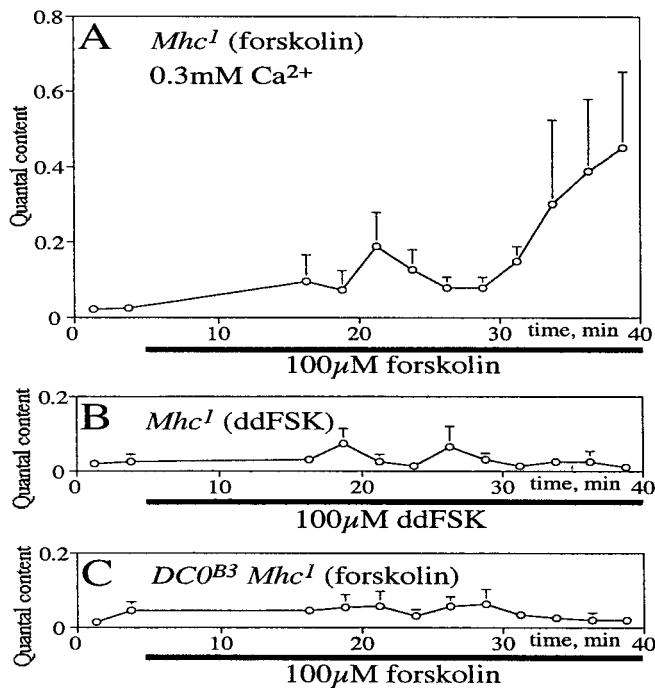 A
Mhc¹ (forskolin)
0.3mM Ca²⁺
Quantal content
0.8
0.6
0.4
0.2
0
0 10 20 30 time, min 40
100μM forskolin
B
Mhc¹ (ddFSK)
Quantal content
0.2
0
0 10 20 30 time, min 40
100μM ddFSK
C
DC0ᴮ³ Mhc¹ (forskolin)
Quantal content
0.2
0
0 10 20 30 time, min 40
100μM forskolin